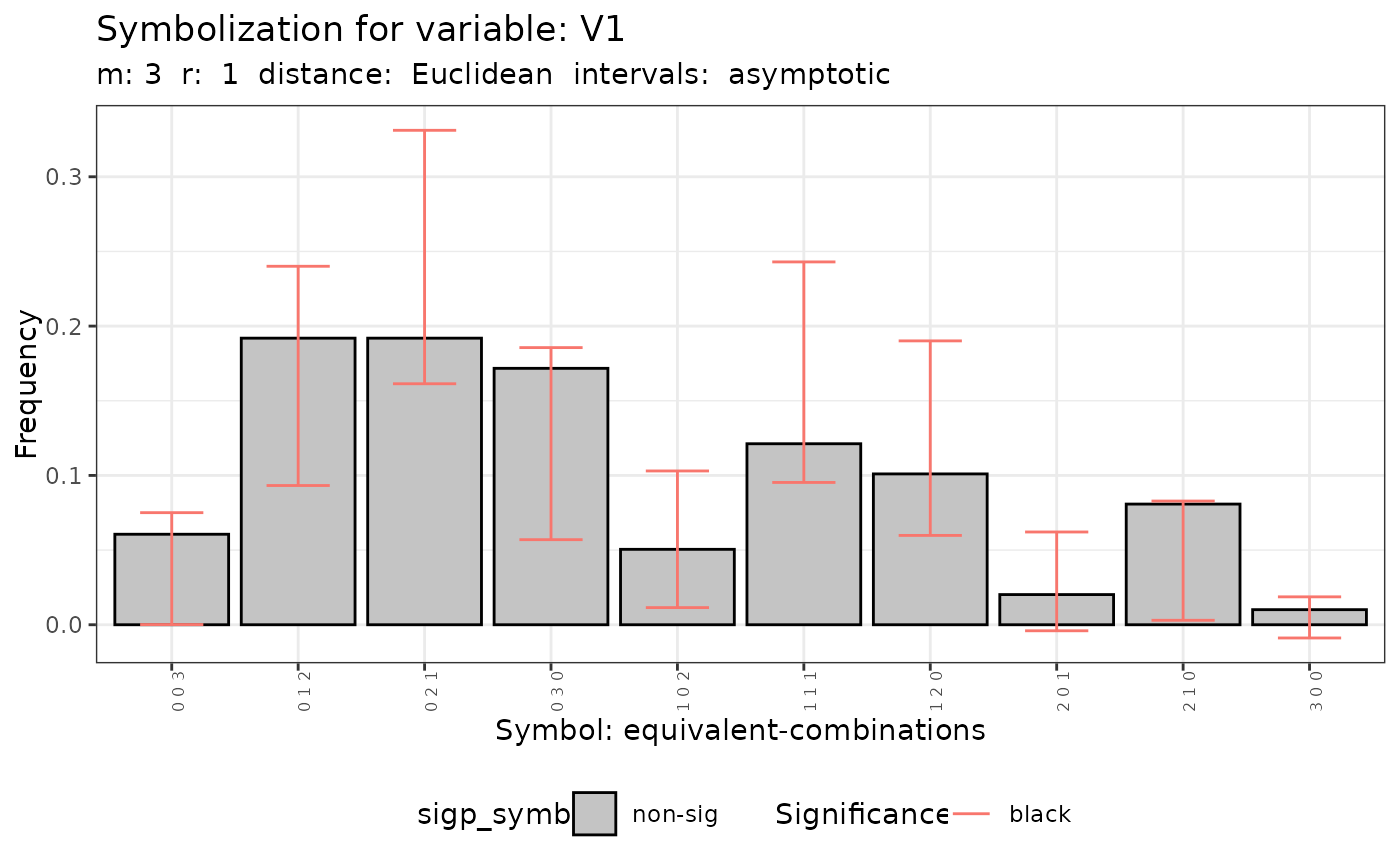 Symbolization for variable: V1
m: 3 r: 1 distance: Euclidean intervals: asymptotic
Frequency
0.3
0.2
0.1
0.0
0 0 3
0 1 2
0 2 1
0 3 0
1 0 2
1 1 1
1 2 0
2 0 1
2 1 0
3 0 0
Symbol: equivalent-combinations
sigp_symb non-sig Significance black